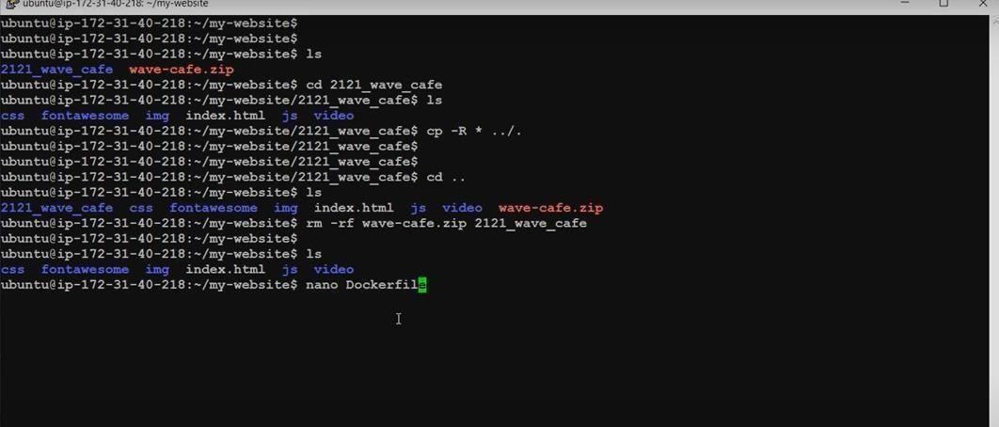 ubuntu@ip-172-31-40-218: ~/my-website
ubuntu@ip-172-31-40-218:~/my-website$
ubuntu@ip-172-31-40-218:~/my-website$
ubuntu@ip-172-31-40-218:~/my-website$ ls
2121_wave_cafe  wave-cafe.zip
ubuntu@ip-172-31-40-218:~/my-website$ cd 2121_wave_cafe
ubuntu@ip-172-31-40-218:~/my-website/2121_wave_cafe$ ls
css  fontawesome  img  index.html  js  video
ubuntu@ip-172-31-40-218:~/my-website/2121_wave_cafe$ cp -R * ../.
ubuntu@ip-172-31-40-218:~/my-website/2121_wave_cafe$
ubuntu@ip-172-31-40-218:~/my-website/2121_wave_cafe$
ubuntu@ip-172-31-40-218:~/my-website/2121_wave_cafe$ cd ..
ubuntu@ip-172-31-40-218:~/my-website$ ls
2121_wave_cafe  css  fontawesome  img  index.html  js  video  wave-cafe.zip
ubuntu@ip-172-31-40-218:~/my-website$ rm -rf wave-cafe.zip 2121_wave_cafe
ubuntu@ip-172-31-40-218:~/my-website$
ubuntu@ip-172-31-40-218:~/my-website$ ls
css  fontawesome  img  index.html  js  video
ubuntu@ip-172-31-40-218:~/my-website$ nano Dockerfile